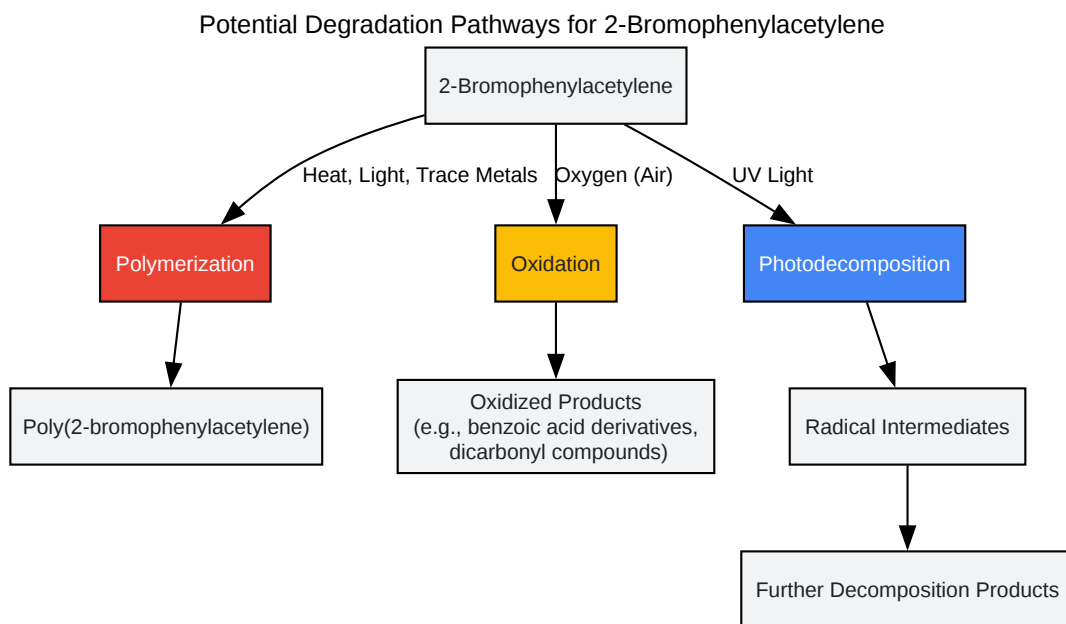 Potential Degradation Pathways for 2-Bromophenylacetylene
2-Bromophenylacetylene
Heat, Light, Trace Metals
Oxygen (Air)
UV Light
Polymerization
Oxidation
Photodecomposition
Poly(2-bromophenylacetylene)
Oxidized Products
(e.g., benzoic acid derivatives,
dicarbonyl compounds)
Radical Intermediates
Further Decomposition Products